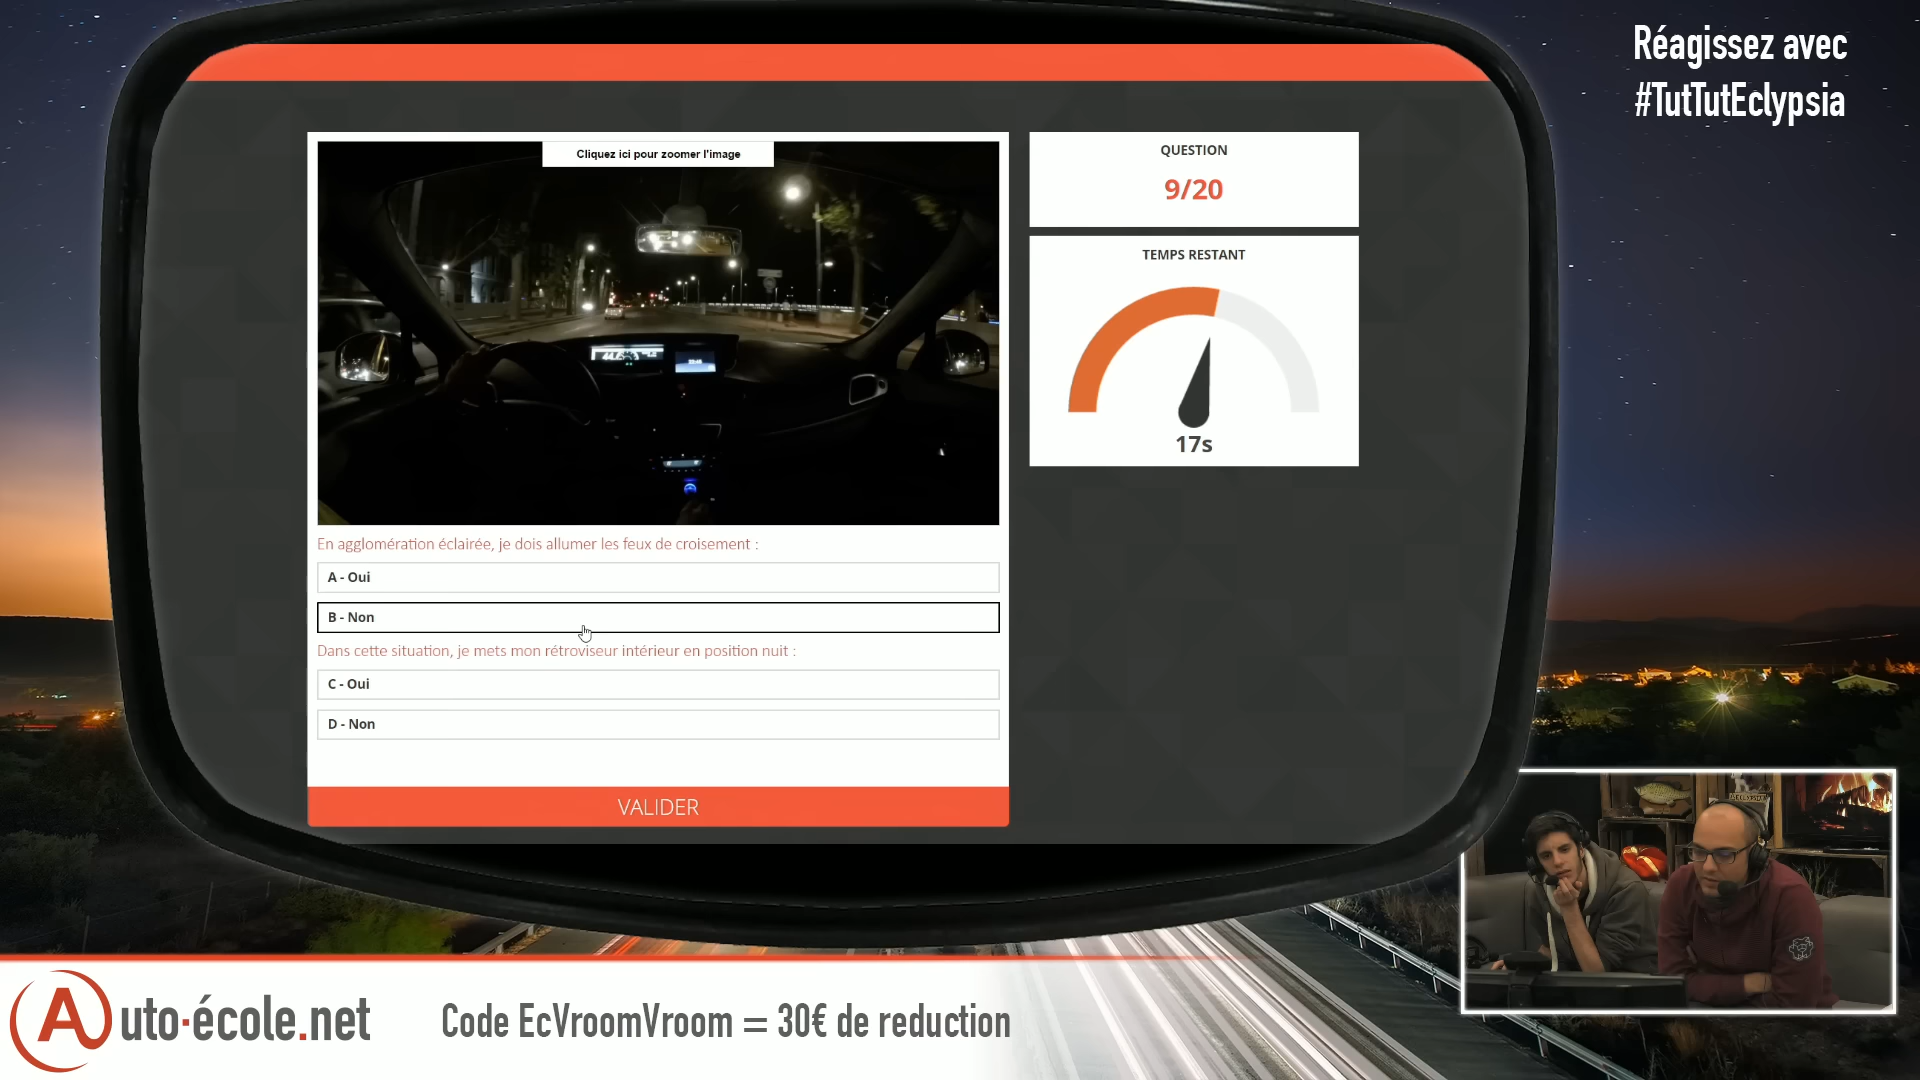 Réagissez avec
#TutTutEclypsia
Cliquez ici pour zoomer l'image
QUESTION
9/20
TEMPS RESTANT
17s
En agglomération éclairée, je dois allumer les feux de croisement :
A - Oui
B - Non
Dans cette situation, je mets mon rétroviseur intérieur en position nuit :
C - Oui
D - Non
VALIDER
Auto-école.net
Code EcVroomVroom = 30€ de reduction